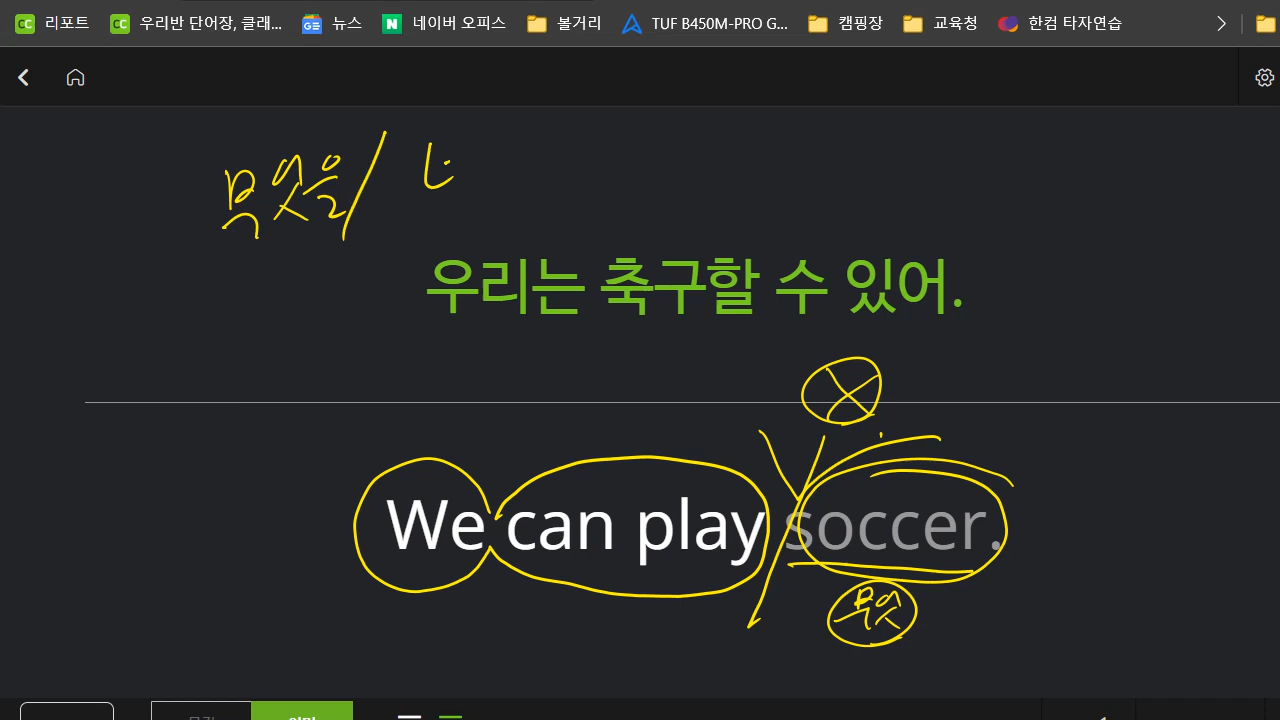 리포트 우리반 단어장, 클래... 뉴스 네이버 오피스 볼거리 TUF B450M-PRO G... 캠핑장 교육청 한컴 타자연습
무엇을/
우리는 축구할 수 있어.
We can play soccer.
무엇